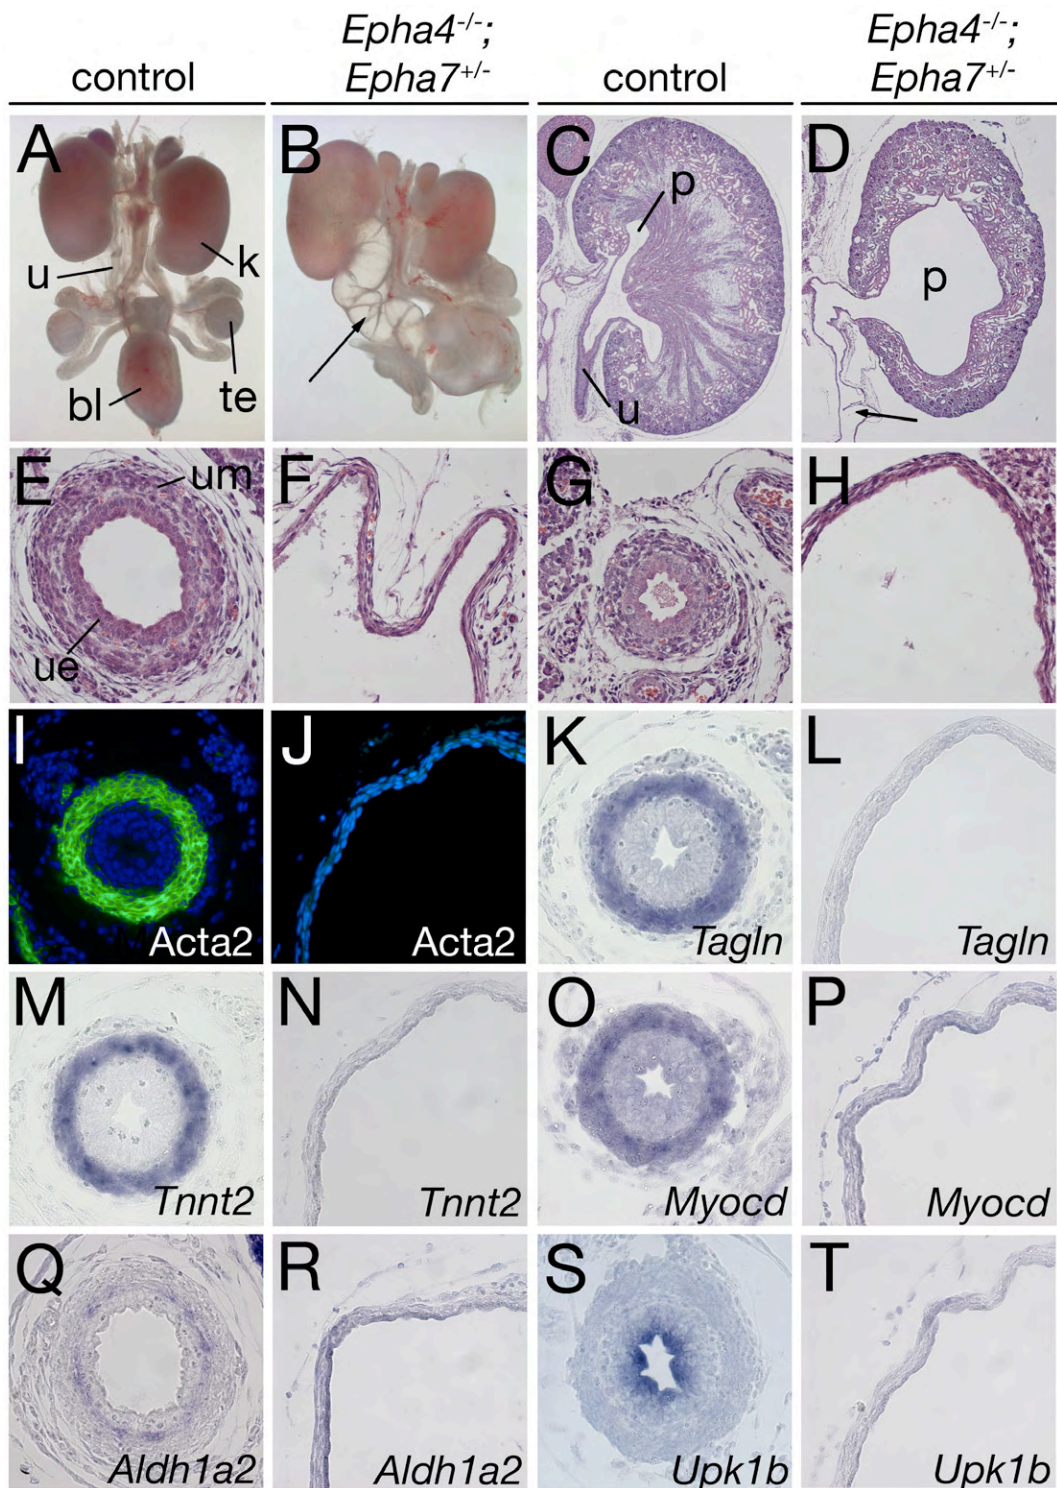 Epha4-/-;
Epha4-/-;
control
Epha7+/-
control
Epha7+/-
A
B
C
D
p
u
k
p
bl
te
u
E
um
F
G
H
ue
I
J
K
L
Acta2
Acta2
Tagln
Tagln
M
N
O
P
Tnnt2
Tnnt2
Myocd
Myocd
Q
R
S
T
Aldh1a2
Aldh1a2
Upk1b
Upk1b